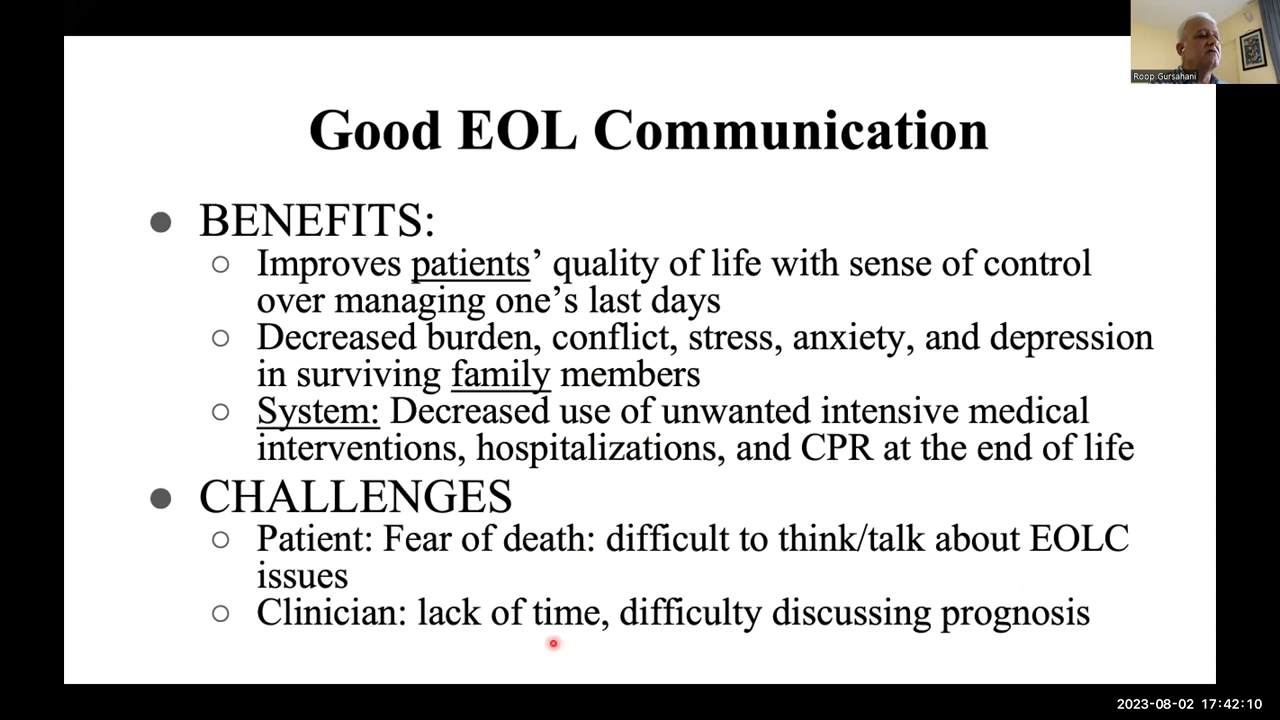 Roop Gursahani
Good EOL Communication
● BENEFITS:
○ Improves patients’ quality of life with sense of control
over managing one’s last days
○ Decreased burden, conflict, stress, anxiety, and depression
in surviving family members
○ System: Decreased use of unwanted intensive medical
interventions, hospitalizations, and CPR at the end of life
● CHALLENGES
○ Patient: Fear of death: difficult to think/talk about EOLC
issues
○ Clinician: lack of time, difficulty discussing prognosis
2023-08-02 17:42:10